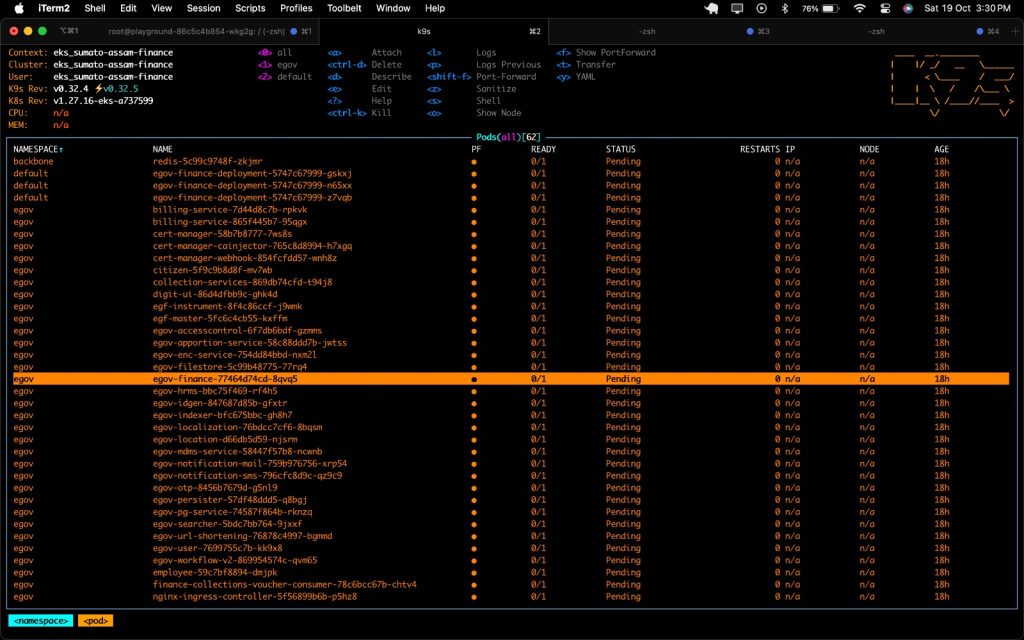 iTerm2 Shell Edit View Session Scripts Profiles Toolbelt Window Help 76% Sat 19 Oct 3:30 PM
⌥⌘1 root@playground-86c5c4b854-wkg2g: / (-zsh) ⌘1 k9s ⌘2 -zsh ⌘3 -zsh ⌘4
Context: eks_sumato-assam-finance <0> all <a> Attach <l> Logs <f> Show PortForward
Cluster: eks_sumato-assam-finance <1> egov <ctrl-d> Delete <p> Logs Previous <t> Transfer
User: eks_sumato-assam-finance <2> default <d> Describe <shift-f> Port-Forward <y> YAML
K9s Rev: v0.32.4 ⚡v0.32.5 <e> Edit <z> Sanitize
K8s Rev: v1.27.16-eks-a737599 <?> Help <s> Shell
CPU: n/a <ctrl-k> Kill <o> Show Node
MEM: n/a
Pods(all)[62]
NAMESPACE↑ NAME PF READY STATUS RESTARTS IP NODE AGE
backbone redis-5c99c9748f-zkjmr ● 0/1 Pending 0 n/a n/a 18h
default egov-finance-deployment-5747c67999-gskxj ● 0/1 Pending 0 n/a n/a 18h
default egov-finance-deployment-5747c67999-n65xx ● 0/1 Pending 0 n/a n/a 18h
default egov-finance-deployment-5747c67999-z7vqb ● 0/1 Pending 0 n/a n/a 18h
egov billing-service-7d44d8c7b-rpkvk ● 0/1 Pending 0 n/a n/a 18h
egov billing-service-865f445b7-95qgx ● 0/1 Pending 0 n/a n/a 18h
egov cert-manager-58b7b8777-7ws8s ● 0/1 Pending 0 n/a n/a 18h
egov cert-manager-cainjector-765c8d8994-h7xgq ● 0/1 Pending 0 n/a n/a 18h
egov cert-manager-webhook-854fcfdd57-wnh8z ● 0/1 Pending 0 n/a n/a 18h
egov citizen-5f9c9b8d8f-mv7wb ● 0/1 Pending 0 n/a n/a 18h
egov collection-services-869db74cfd-t94j8 ● 0/1 Pending 0 n/a n/a 18h
egov digit-ui-86d4dfbb9c-ghk4d ● 0/1 Pending 0 n/a n/a 18h
egov egf-instrument-8f4c86ccf-j9wmk ● 0/1 Pending 0 n/a n/a 18h
egov egf-master-5fc6c4cb55-kxffm ● 0/1 Pending 0 n/a n/a 18h
egov egov-accesscontrol-6f7db6bdf-gzmms ● 0/1 Pending 0 n/a n/a 18h
egov egov-apportion-service-58c88ddd7b-jwtss ● 0/1 Pending 0 n/a n/a 18h
egov egov-enc-service-754dd84bbd-nxm2l ● 0/1 Pending 0 n/a n/a 18h
egov egov-filestore-5c99b48775-77rq4 ● 0/1 Pending 0 n/a n/a 18h
egov egov-finance-77464d74cd-8qvq5 ● 0/1 Pending 0 n/a n/a 18h
egov egov-hrms-bbc75f469-rf4h5 ● 0/1 Pending 0 n/a n/a 18h
egov egov-idgen-847687d85b-gfxtr ● 0/1 Pending 0 n/a n/a 18h
egov egov-indexer-bfc675bbc-gh8h7 ● 0/1 Pending 0 n/a n/a 18h
egov egov-localization-76bdcc7cf6-8bqsm ● 0/1 Pending 0 n/a n/a 18h
egov egov-location-d66db5d59-njsrm ● 0/1 Pending 0 n/a n/a 18h
egov egov-mdms-service-58447f57b8-ncwnb ● 0/1 Pending 0 n/a n/a 18h
egov egov-notification-mail-759b976756-xrp54 ● 0/1 Pending 0 n/a n/a 18h
egov egov-notification-sms-796cfc8d9c-qz9c9 ● 0/1 Pending 0 n/a n/a 18h
egov egov-otp-8456b7679d-g5nl9 ● 0/1 Pending 0 n/a n/a 18h
egov egov-persister-57df48ddd5-q8bgj ● 0/1 Pending 0 n/a n/a 18h
egov egov-pg-service-74587f864b-rknzq ● 0/1 Pending 0 n/a n/a 18h
egov egov-searcher-5bdc7bb764-9jxxf ● 0/1 Pending 0 n/a n/a 18h
egov egov-url-shortening-76878c4997-bgmmd ● 0/1 Pending 0 n/a n/a 18h
egov egov-user-7699755c7b-kk9x8 ● 0/1 Pending 0 n/a n/a 18h
egov egov-workflow-v2-869954574c-qvm65 ● 0/1 Pending 0 n/a n/a 18h
egov employee-59c7bf8894-dmjpk ● 0/1 Pending 0 n/a n/a 18h
egov finance-collections-voucher-consumer-78c6bcc67b-chtv4 ● 0/1 Pending 0 n/a n/a 18h
egov nginx-ingress-controller-5f56899b6b-p5hz8 ● 0/1 Pending 0 n/a n/a 18h
<namespace> <pod>